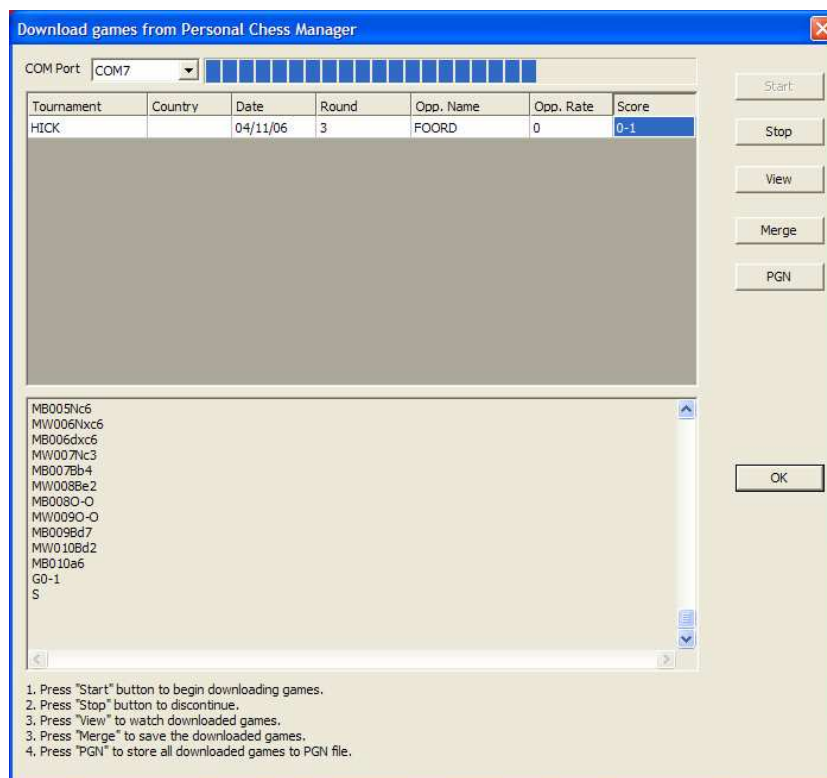 Download games from Personal Chess Manager
COM Port COM7
Start
Tournament Country Date Round Opp. Name Opp. Rate Score
HICK 04/11/06 3 FOORD 0 0-1
Stop
View
Merge
PGN
MB005Nc6
MW006Nxc6
MB006dxc6
MW007Nc3
MB007Bb4
MW008Be2
MB008O-O
MW009O-O
MB009Bd7
MW010Bd2
MB010a6
G0-1
S
OK
1. Press "Start" button to begin downloading games.
2. Press "Stop" button to discontinue.
3. Press "View" to watch downloaded games.
3. Press "Merge" to save the downloaded games.
4. Press "PGN" to store all downloaded games to PGN file.